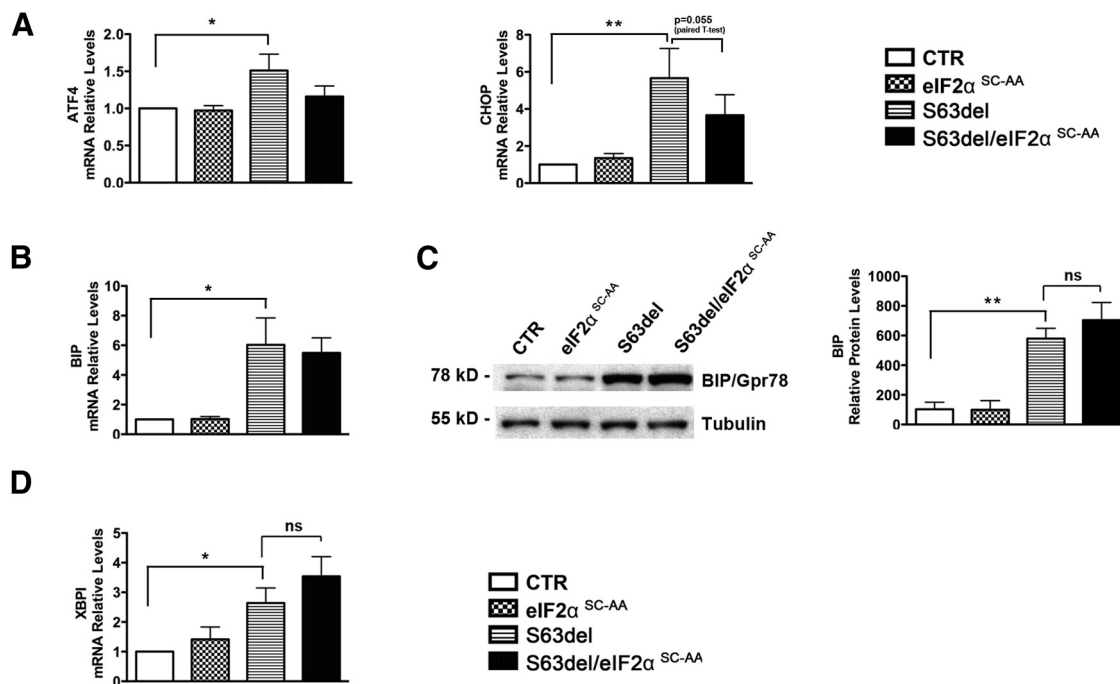 A
ATF4
mRNA Relative Levels
2.0
1.5
1.0
0.5
0.0
*
CHOP
mRNA Relative Levels
8
6
4
2
0
**
p=0.055
(paired T-test)
CTR
eIF2α SC-AA
S63del
S63del/eIF2α SC-AA
B
BIP
mRNA Relative Levels
10
8
6
4
2
0
*
C
CTR
eIF2α SC-AA
S63del
S63del/eIF2α SC-AA
78 kD -
BIP/Gpr78
55 kD -
Tubulin
BIP
Relative Protein Levels
1000
800
600
400
200
0
**
ns
D
XBPI
mRNA Relative Levels
5
4
3
2
1
0
*
ns
CTR
eIF2α SC-AA
S63del
S63del/eIF2α SC-AA